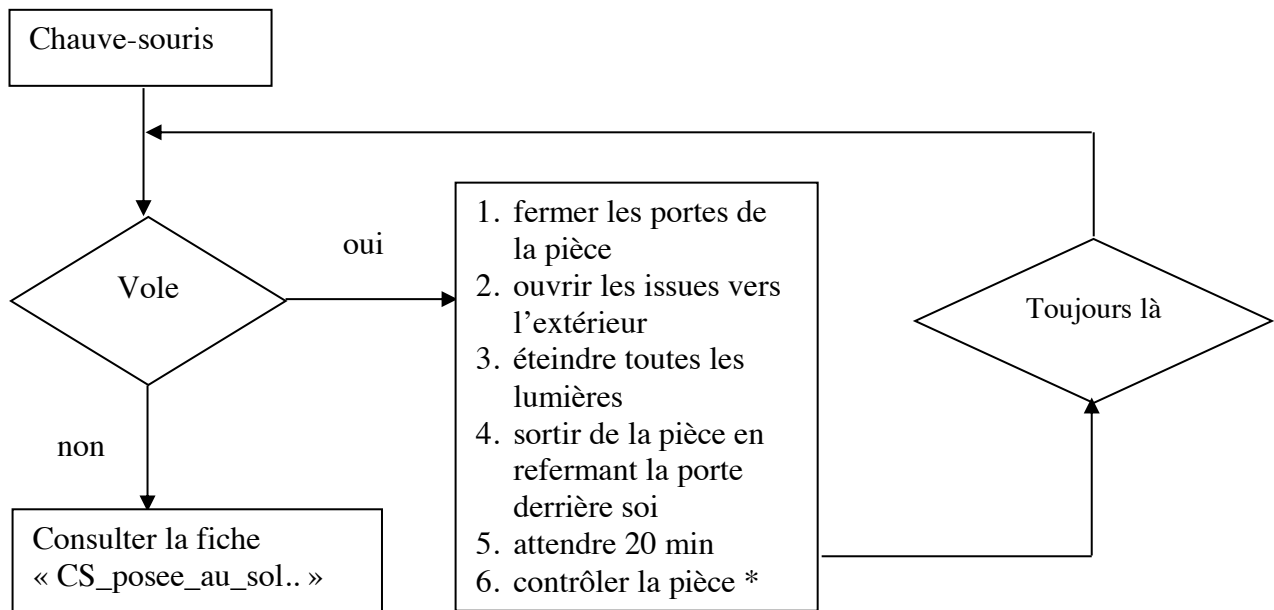 Chauve-souris
Vole
oui
non
1. fermer les portes de
la pièce
2. ouvrir les issues vers
l’extérieur
3. éteindre toutes les
lumières
4. sortir de la pièce en
refermant la porte
derrière soi
5. attendre 20 min
6. contrôler la pièce *
Toujours là
Consulter la fiche
« CS_posee_au_sol.. »